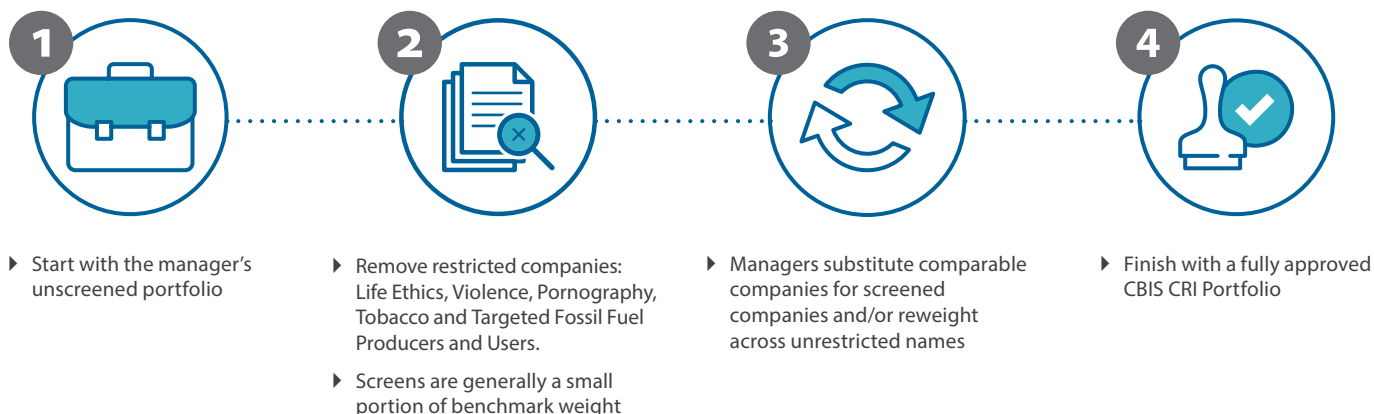 1
2
3
4
Start with the manager's
unscreened portfolio
Remove restricted companies:
Life Ethics, Violence, Pornography,
Tobacco and Targeted Fossil Fuel
Producers and Users.
Screens are generally a small
portion of benchmark weight
Managers substitute comparable
companies for screened
companies and/or reweight
across unrestricted names
Finish with a fully approved
CBIS CRI Portfolio